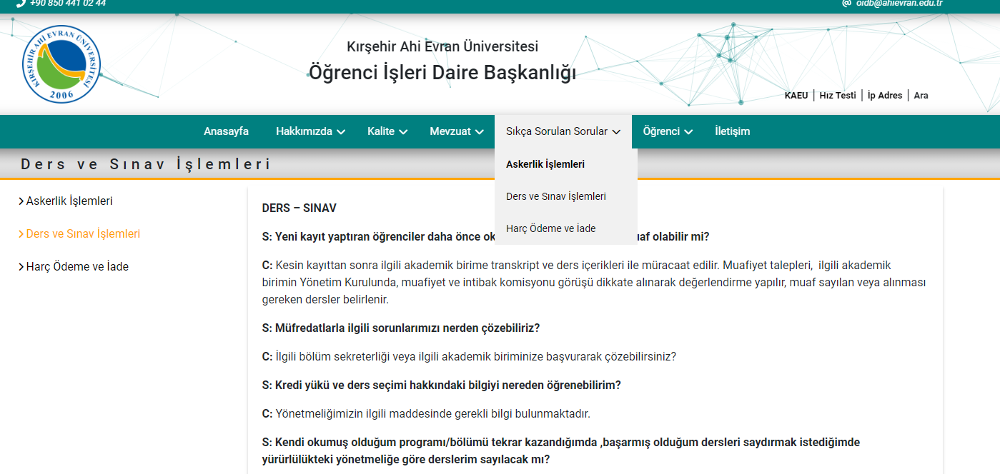 +90 850 441 02 44
oidb@ahievran.edu.tr
KIRŞEHİR AHİ EVRAN ÜNİVERSİTESİ
2006
Kırşehir Ahi Evran Üniversitesi
Öğrenci İşleri Daire Başkanlığı
KAEU | Hız Testi | İp Adres | Ara
Anasayfa Hakkımızda Kalite Mevzuat Sıkça Sorulan Sorular Öğrenci İletişim
Askerlik İşlemleri
Ders ve Sınav İşlemleri
Harç Ödeme ve İade
Ders ve Sınav İşlemleri
Askerlik İşlemleri
Ders ve Sınav İşlemleri
Harç Ödeme ve İade
DERS – SINAV
S: Yeni kayıt yaptıran öğrenciler daha önce ok olabilir mi?
C: Kesin kayıttan sonra ilgili akademik birime transkript ve ders içerikleri ile müracaat edilir. Muafiyet talepleri, ilgili akademik
birimin Yönetim Kurulunda, muafiyet ve intibak komisyonu görüşü dikkate alınarak değerlendirme yapılır, muaf sayılan veya alınması
gereken dersler belirlenir.
S: Müfredatlarla ilgili sorunlarımızı nerden çözebiliriz?
C: İlgili bölüm sekreterliği veya ilgili akademik biriminize başvurarak çözebilirsiniz?
S: Kredi yükü ve ders seçimi hakkındaki bilgiyi nereden öğrenebilirim?
C: Yönetmeliğimizin ilgili maddesinde gerekli bilgi bulunmaktadır.
S: Kendi okumuş olduğum programı/bölümü tekrar kazandığımda ,başarmış olduğum dersleri saydırmak istediğimde
yürürlülükteki yönetmeliğe göre derslerim sayılacak mı?